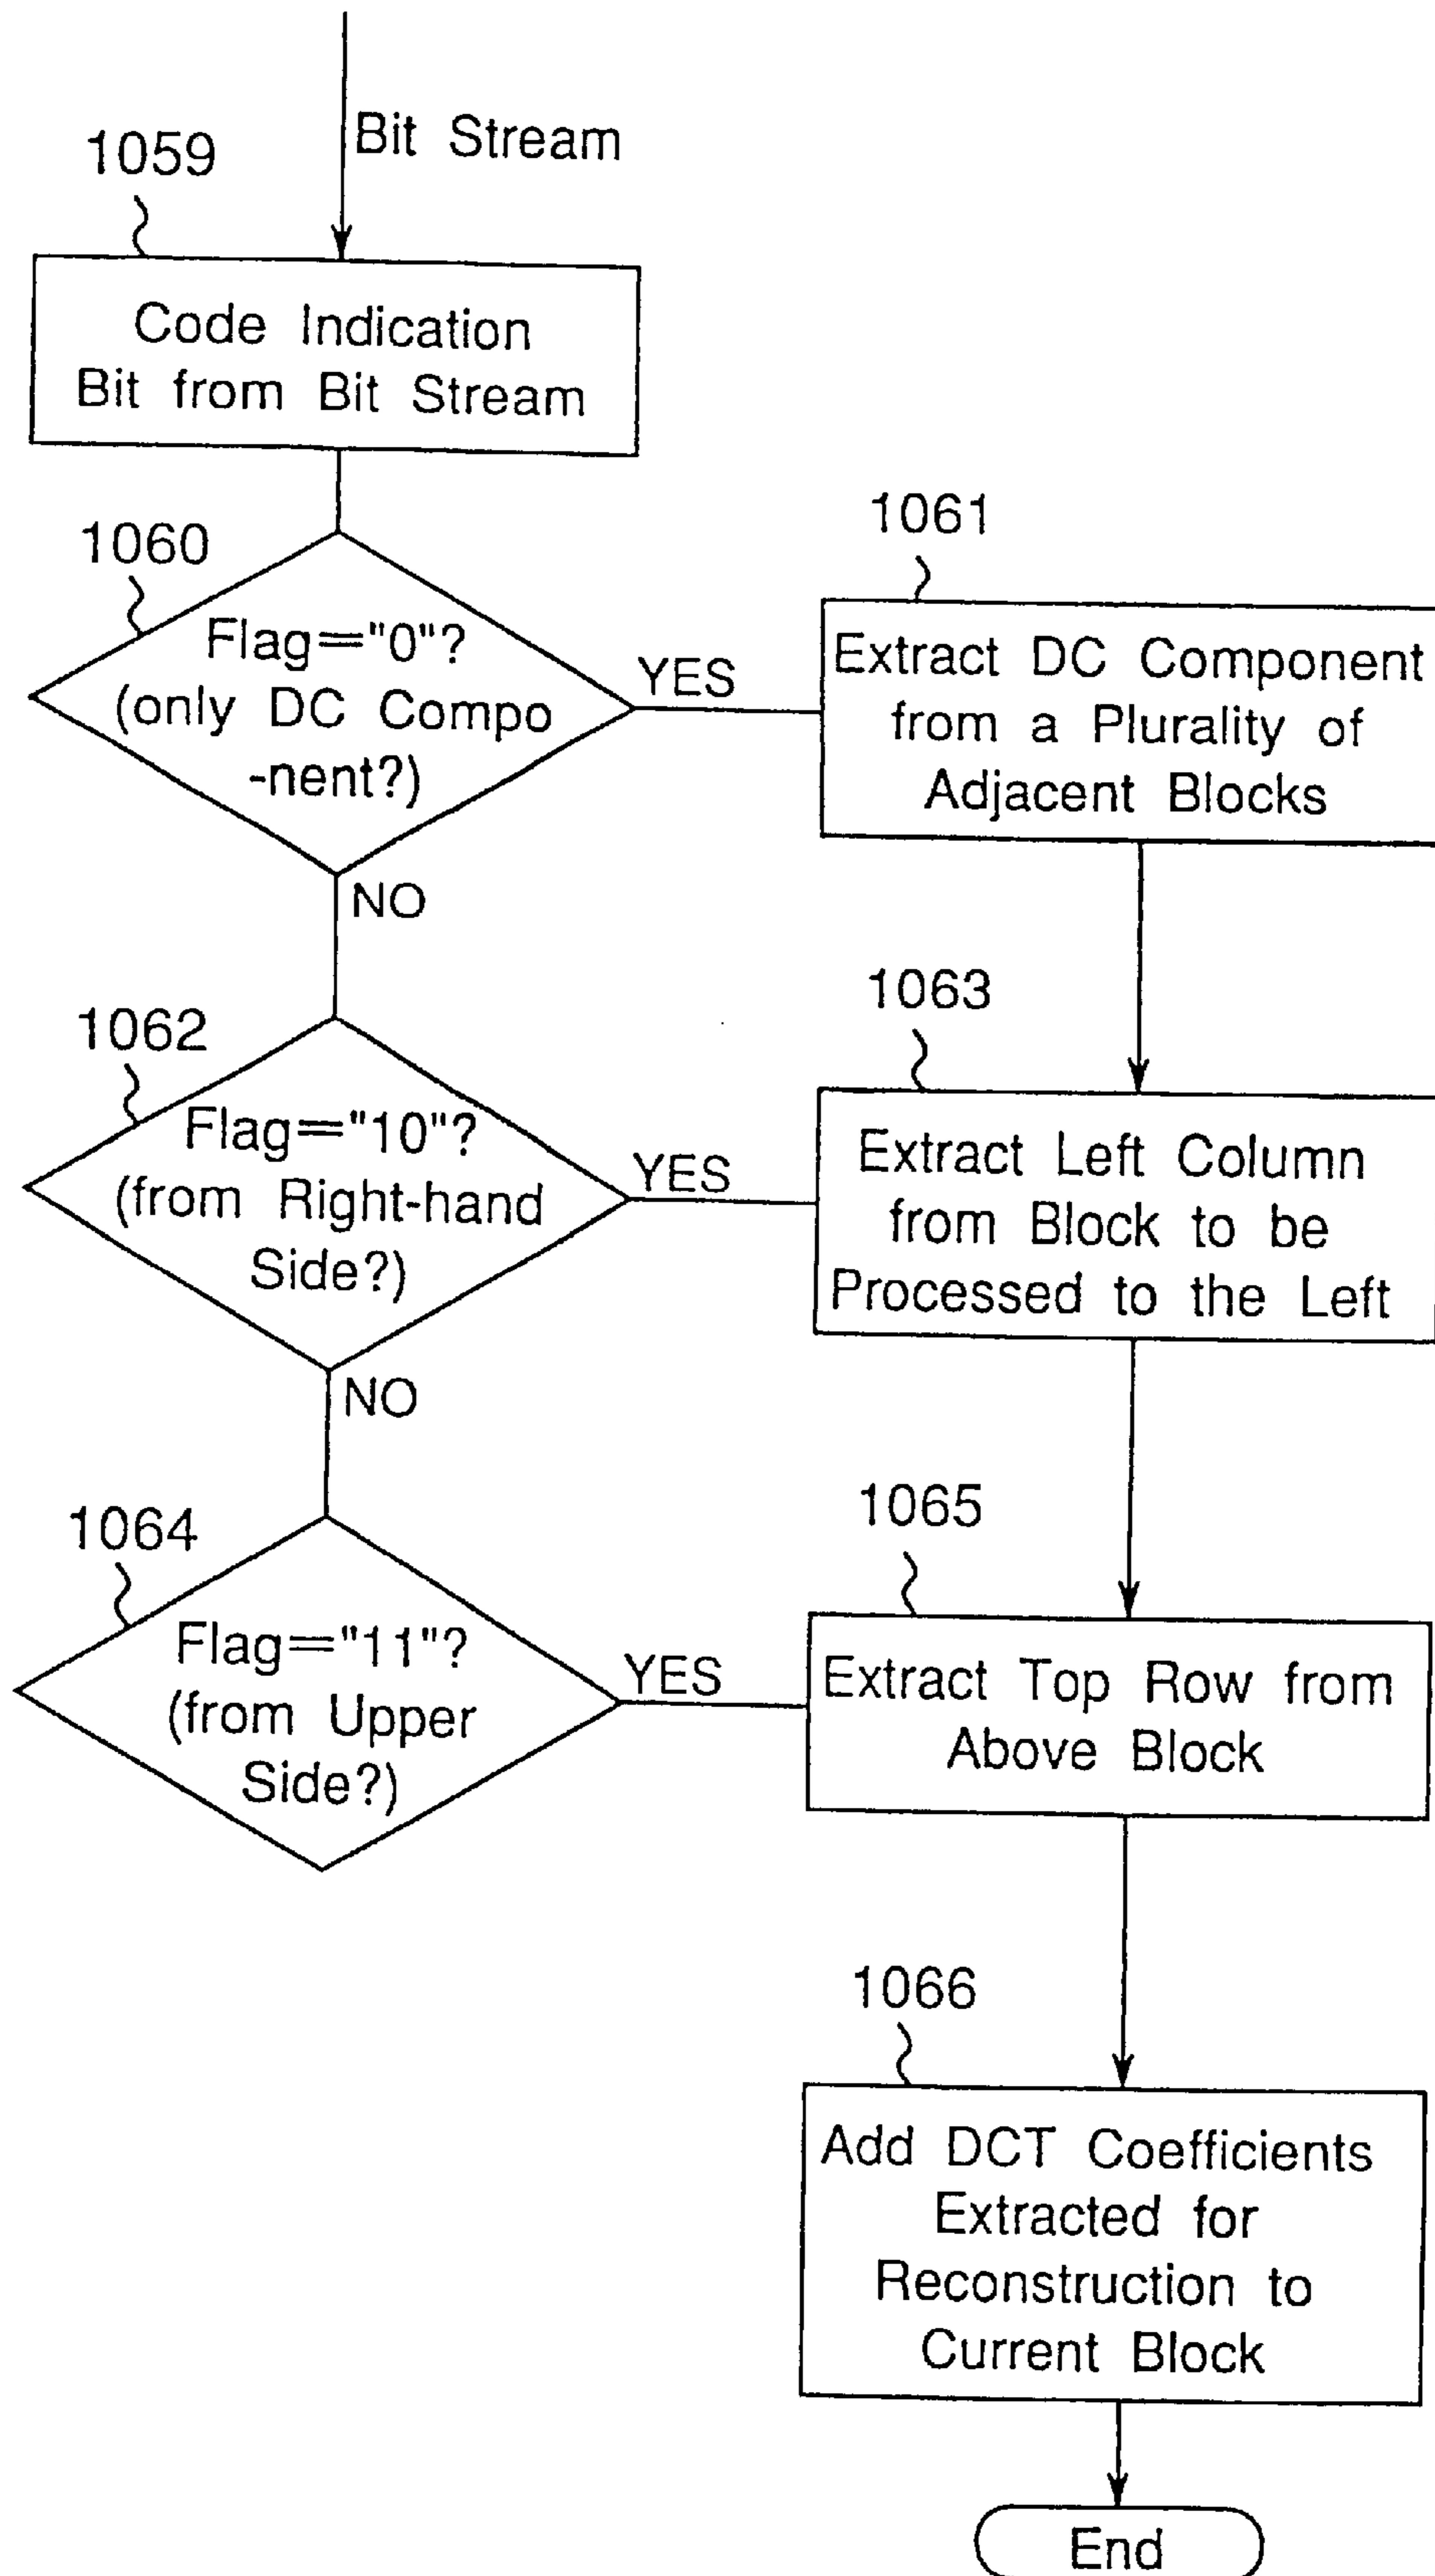 Bit Stream
1059
Code Indication
Bit from Bit Stream
1060
Flag="0"?
(only DC Compo
-nent?)
YES
1061
Extract DC Component
from a Plurality of
Adjacent Blocks
NO
1062
Flag="10"?
(from Right-hand
Side?)
YES
1063
Extract Left Column
from Block to be
Processed to the Left
NO
1064
Flag="11"?
(from Upper
Side?)
YES
1065
Extract Top Row from
Above Block
1066
Add DCT Coefficients
Extracted for
Reconstruction to
Current Block
End